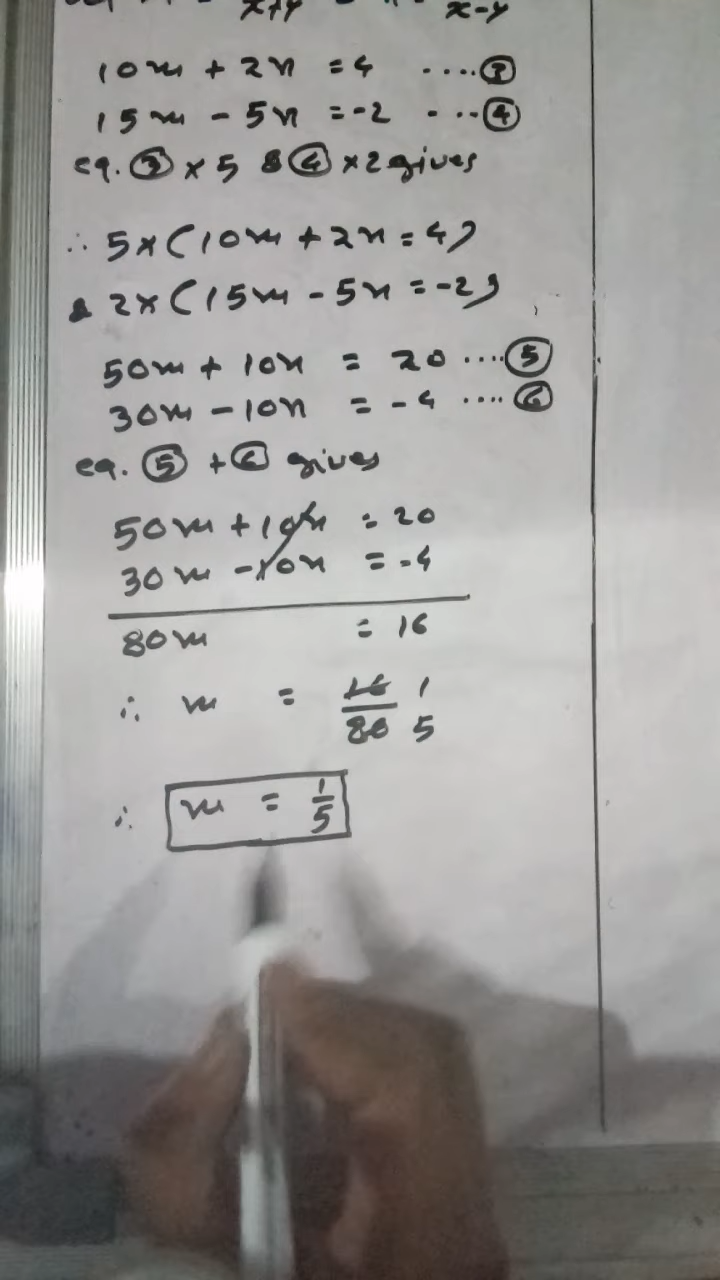 x+y x-y
10m + 2n = 4 ....③
15m - 5n = -2 ...④
eq. ③ x 5 & ④ x 2 gives
∴ 5x(10m + 2n = 4)
& 2x(15m - 5n = -2)
50m + 10n = 20 ....⑤
30m - 10n = -4 ....⑥
eq. ⑤ + ⑥ gives
50m + 10n = 20
30m - 10n = -4
80m = 16
∴ m = 16/80 1/5
∴ m = 1/5